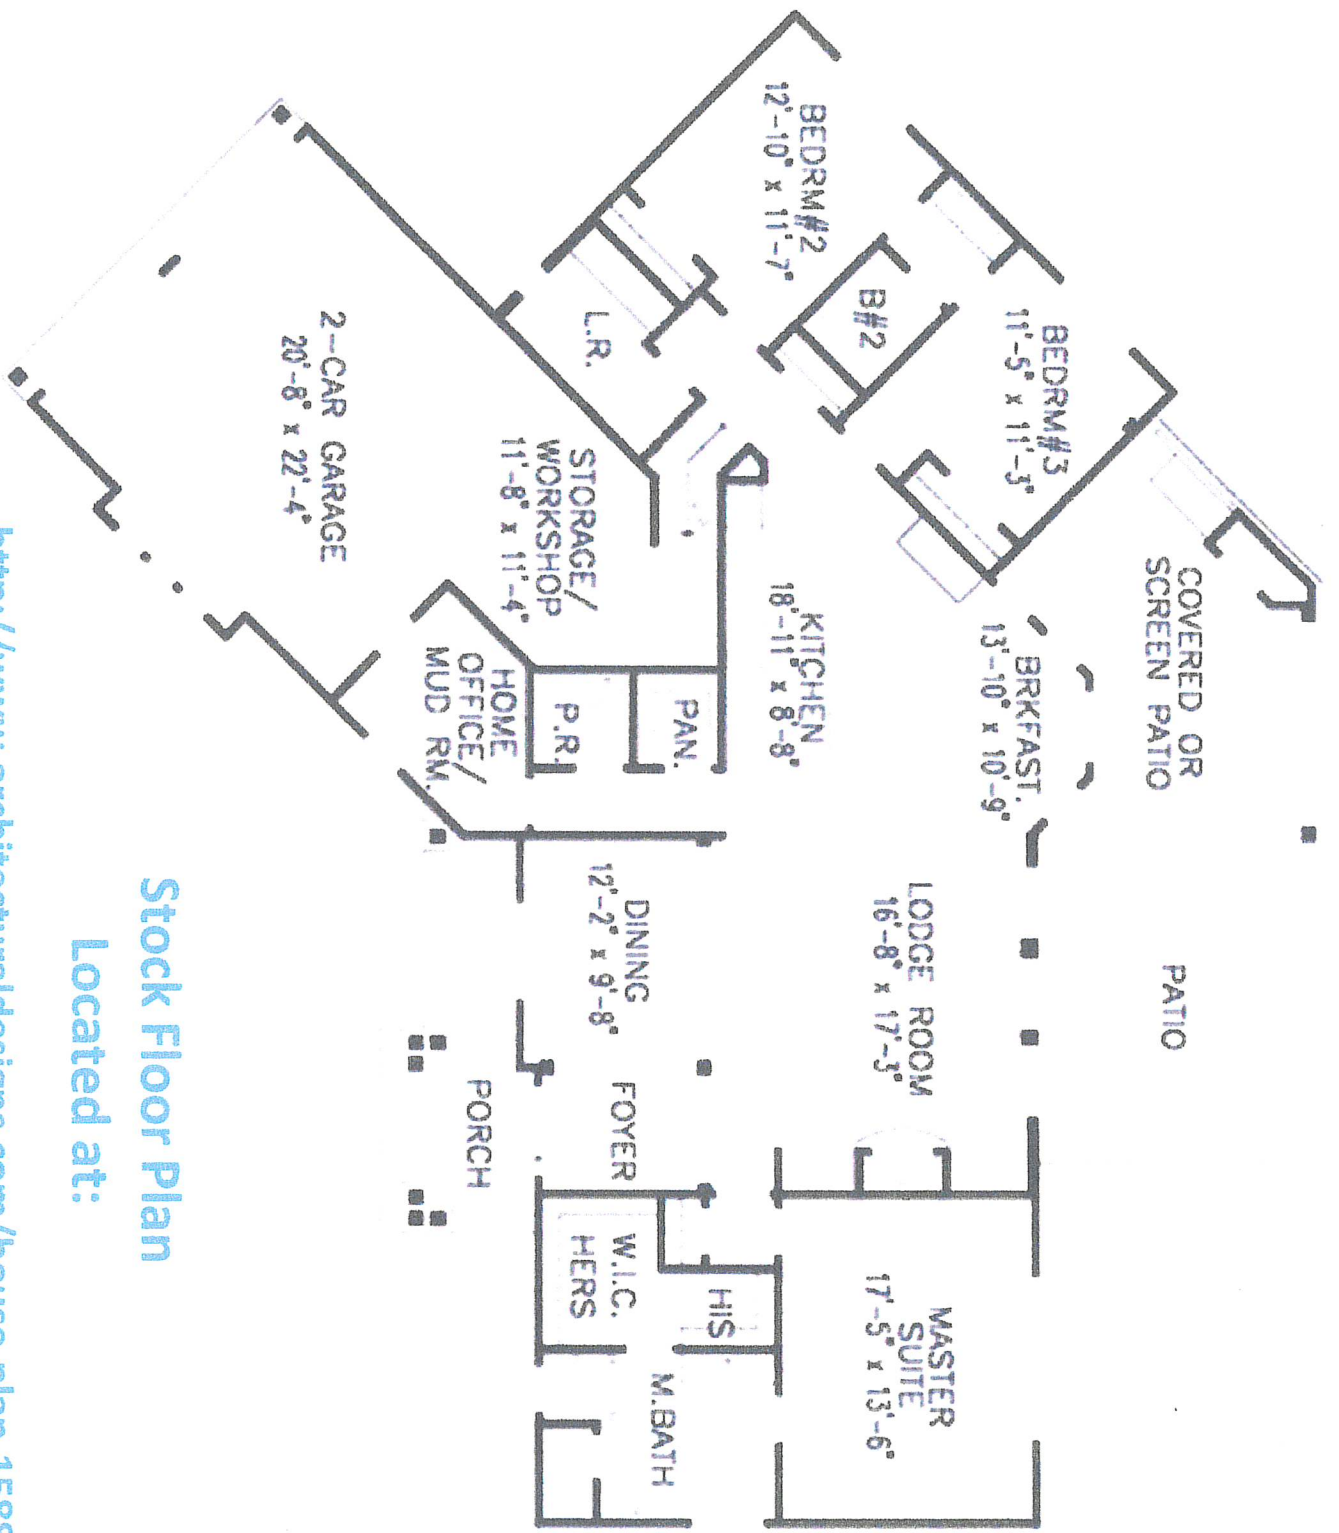 COVERED OR
SCREEN PATIO
PATIO
BEDRM#3
11'-5" x 11'-3"
BRKFAST.
13'-10" x 10'-9"
LODGE ROOM
16'-8" x 17'-3"
MASTER
SUITE
17'-5" x 13'-6"
BEDRM#2
12'-10" x 11'-7"
B#2
KITCHEN
18'-11" x 8'-8"
L.R.
STORAGE/
WORKSHOP
11'-8" x 11'-4"
PAN.
P.R.
HOME
OFFICE/
MUD RM.
DINING
12'-2" x 9'-8"
FOYER
HIS
W.I.C.
HERS
M.BATH
PORCH
2-CAR GARAGE
20'-8" x 22'-4"
Stock Floor Plan
Located at: